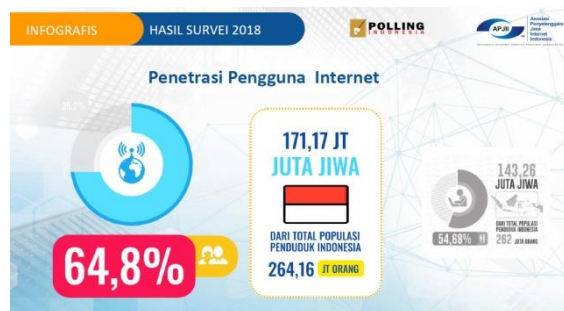 INFOGRAFIS
HASIL SURVEI 2018
POLLING
INDONESIA
APJII
Asosiasi
Penyelenggara
Jasa
Internet
Indonesia
Penetrasi Pengguna Internet
35,2%
64,8%
171,17 JT
JUTA JIWA
DARI TOTAL POPULASI
PENDUDUK INDONESIA
264,16 JT ORANG
143,26
JUTA JIWA
DARI TOTAL POPULASI
PENDUDUK INDONESIA
54,68%
262 JUTA ORANG